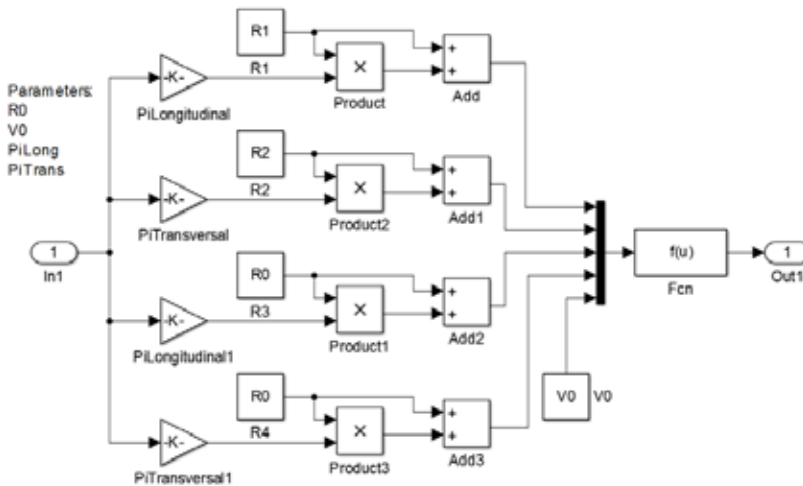 Parameters:
R0
V0
PiLong
PiTrans
1
In1
-K-
PiLongitudinal
R1
R1
×
Product
+
+
Add
-K-
PiTransversal
R2
R2
×
Product2
+
+
Add1
-K-
PiLongitudinal1
R0
R3
×
Product1
+
+
Add2
-K-
PiTransversal1
R0
R4
×
Product3
+
+
Add3
V0
V0
f(u)
Fcn
1
Out1